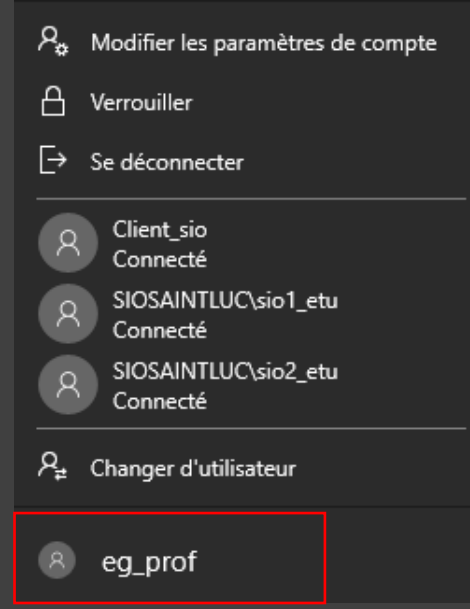 Modifier les paramètres de compte
Verrouiller
Se déconnecter
Client_sio
Connecté
SIOSAINTLUC\sio1_etu
Connecté
SIOSAINTLUC\sio2_etu
Connecté
Changer d'utilisateur
eg_prof